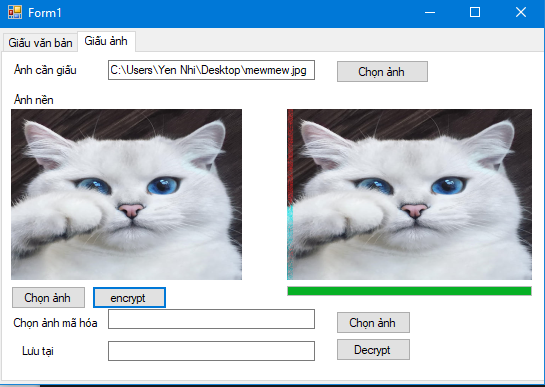 Form1
Giấu văn bản Giấu ảnh
Ảnh cần giấu C:\Users\Yen Nhi\Desktop\mewmew.jpg Chọn ảnh
Ảnh nền
Chọn ảnh encrypt
Chọn ảnh mã hóa Chọn ảnh
Lưu tại Decrypt